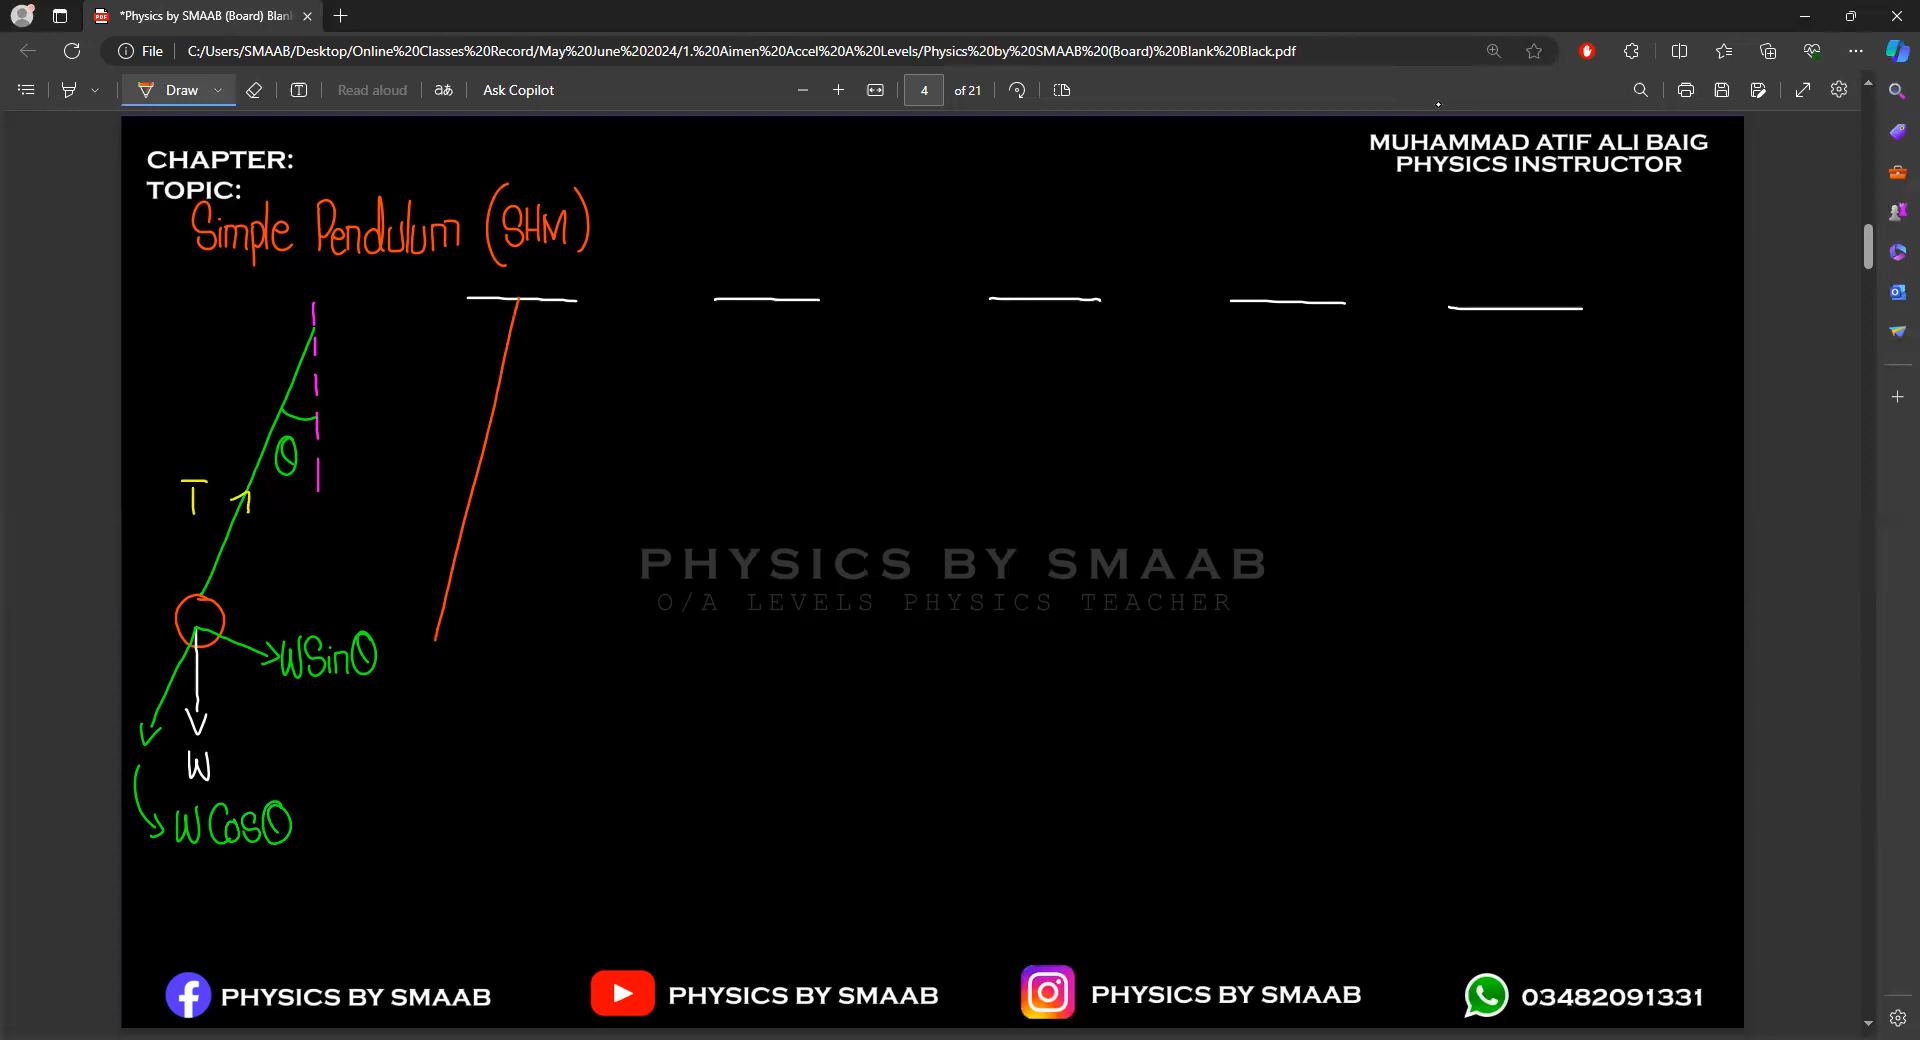 *Physics by SMAAB (Board) Blan
File
C:/Users/SMAAB/Desktop/Online%20Classes%20Record/May%20June%202024/1.%20Aimen%20Accel%20A%20Levels/Physics%20by%20SMAAB%20(Board)%20Blank%20Black.pdf
Draw
Read aloud
aあ
Ask Copilot
4 of 21
CHAPTER:
TOPIC:
MUHAMMAD ATIF ALI BAIG
PHYSICS INSTRUCTOR
Simple Pendulum (SHM)
θ
T
WSinθ
W
WCosθ
PHYSICS BY SMAAB
O/A LEVELS PHYSICS TEACHER
PHYSICS BY SMAAB
PHYSICS BY SMAAB
PHYSICS BY SMAAB
03482091331